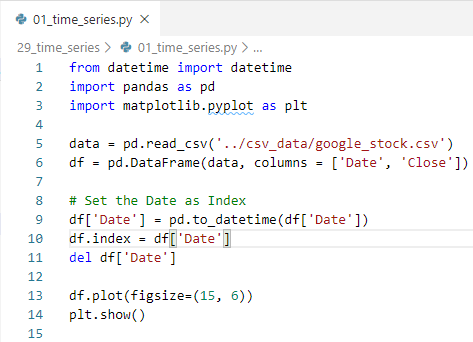 01_time_series.py ×
29_time_series > 01_time_series.py > ...
1 from datetime import datetime
2 import pandas as pd
3 import matplotlib.pyplot as plt
4
5 data = pd.read_csv('../csv_data/google_stock.csv')
6 df = pd.DataFrame(data, columns = ['Date', 'Close'])
7
8 # Set the Date as Index
9 df['Date'] = pd.to_datetime(df['Date'])
10 df.index = df['Date']
11 del df['Date']
12
13 df.plot(figsize=(15, 6))
14 plt.show()
15